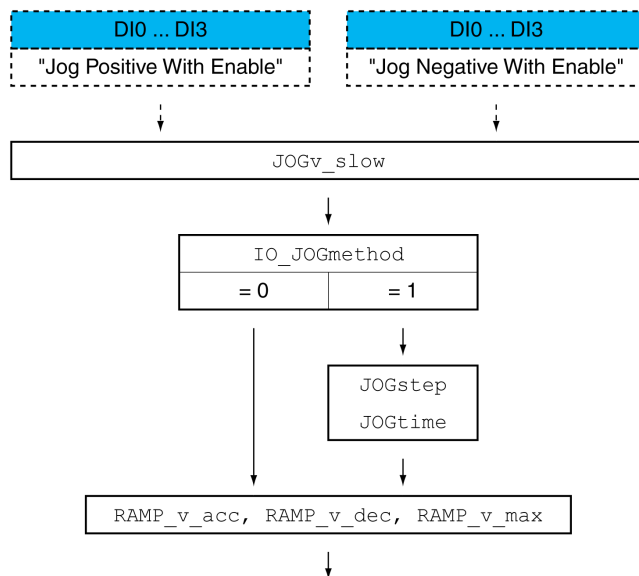 DI0 ... DI3
DI0 ... DI3
"Jog Positive With Enable"
"Jog Negative With Enable"
JOGv_slow
IO_JOGmethod
= 0
= 1
JOGstep
JOGtime
RAMP_v_acc, RAMP_v_dec, RAMP_v_max